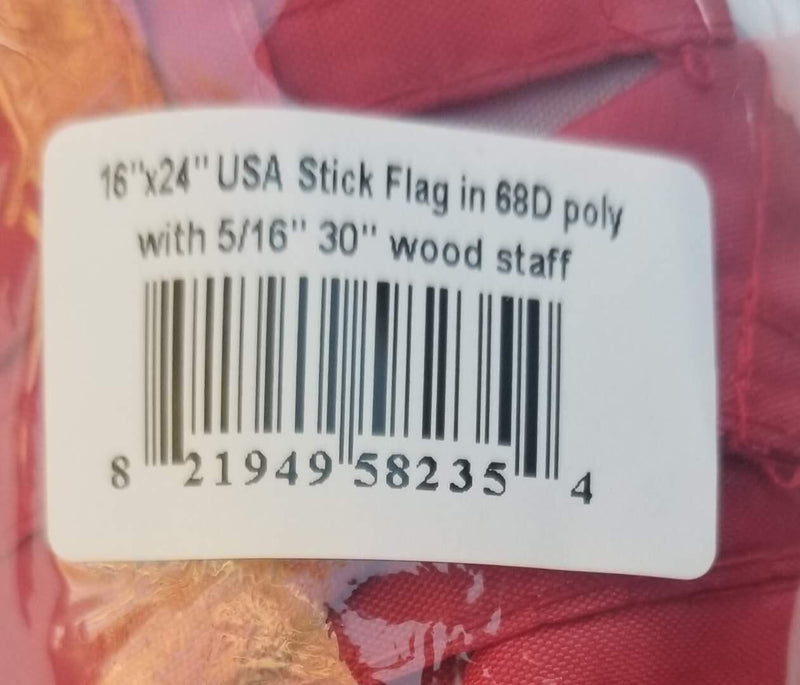 16"x24" USA Stick Flag in 68D poly
with 5/16" 30" wood staff
8 21949 58235 4